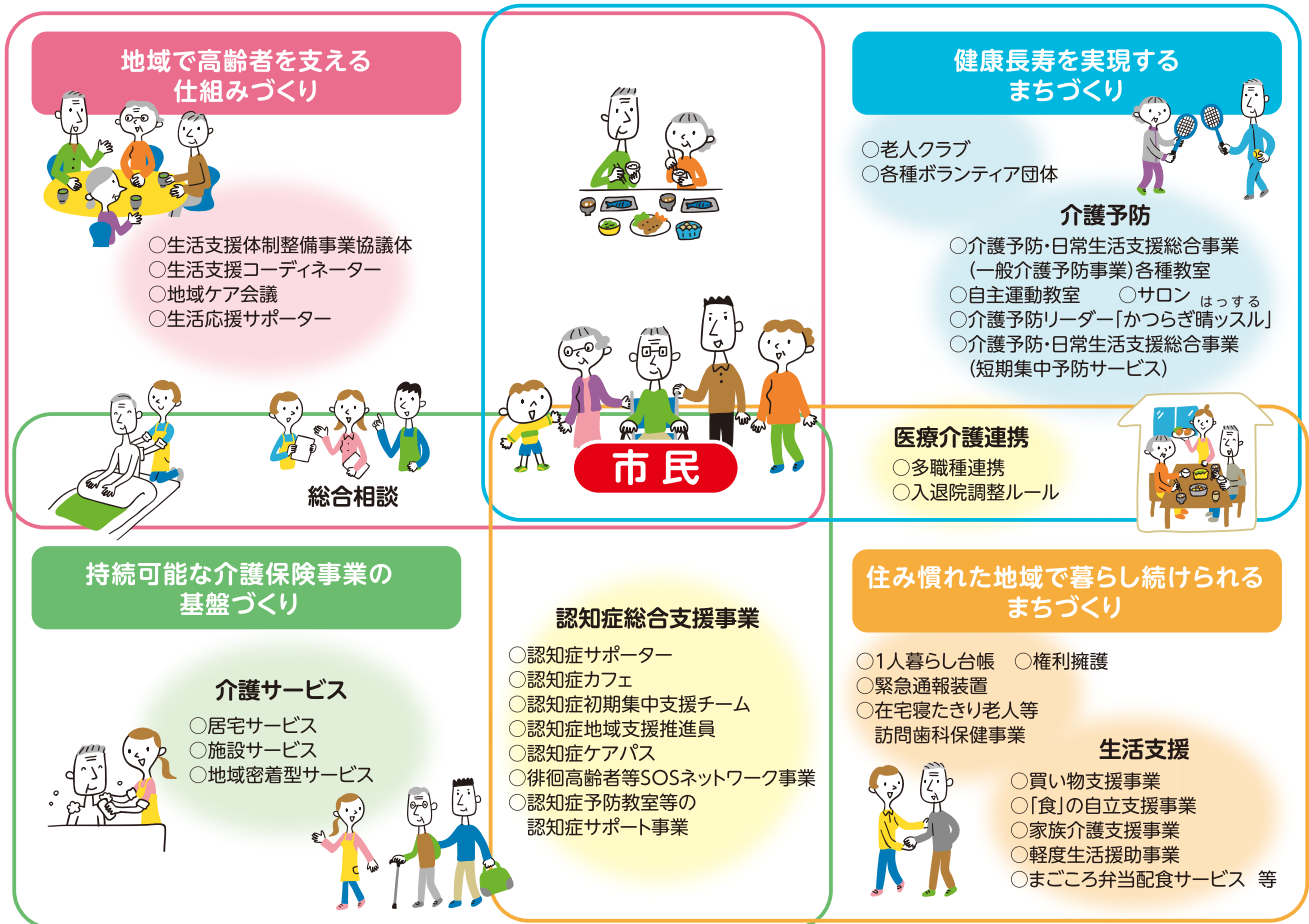 地域で高齢者を支える
仕組みづくり
○生活支援体制整備事業協議体
○生活支援コーディネーター
○地域ケア会議
○生活応援サポーター
健康長寿を実現する
まちづくり
○老人クラブ
○各種ボランティア団体
介護予防
○介護予防・日常生活支援総合事業
(一般介護予防事業)各種教室
○自主運動教室 ○サロン
はっする
○介護予防リーダー「かつらぎ晴ッスル」
○介護予防・日常生活支援総合事業
(短期集中予防サービス)
総合相談
市民
医療介護連携
○多職種連携
○入退院調整ルール
持続可能な介護保険事業の
基盤づくり
介護サービス
○居宅サービス
○施設サービス
○地域密着型サービス
認知症総合支援事業
○認知症サポーター
○認知症カフェ
○認知症初期集中支援チーム
○認知症地域支援推進員
○認知症ケアパス
○徘徊高齢者等SOSネットワーク事業
○認知症予防教室等の
認知症サポート事業
住み慣れた地域で暮らし続けられる
まちづくり
○1人暮らし台帳 ○権利擁護
○緊急通報装置
○在宅寝たきり老人等
訪問歯科保健事業
生活支援
○買い物支援事業
○「食」の自立支援事業
○家族介護支援事業
○軽度生活援助事業
○まごころ弁当配食サービス 等